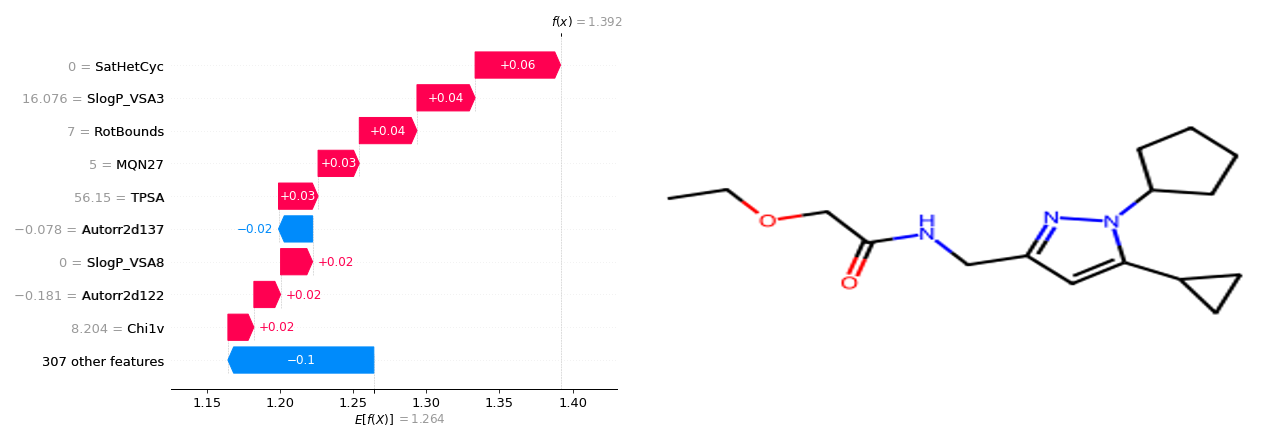 f(x) = 1.392
0 = SatHetCyc +0.06
16.076 = SlogP_VSA3 +0.04
7 = RotBounds +0.04
5 = MQN27 +0.03
56.15 = TPSA +0.03
−0.078 = Autorr2d137 −0.02
0 = SlogP_VSA8 +0.02
−0.181 = Autorr2d122 +0.02
8.204 = Chi1v +0.02
307 other features −0.1
1.15 1.20 1.25 1.30 1.35 1.40
E[f(X)] = 1.264
O
O
H
N
N
N